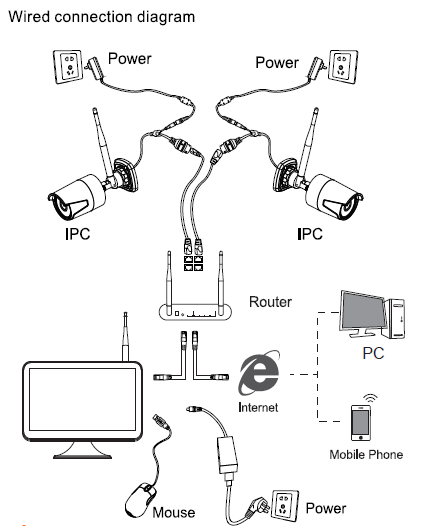 Wired connection diagram
Power
Power
IPC
IPC
Router
PC
Internet
Mobile Phone
Mouse
Power